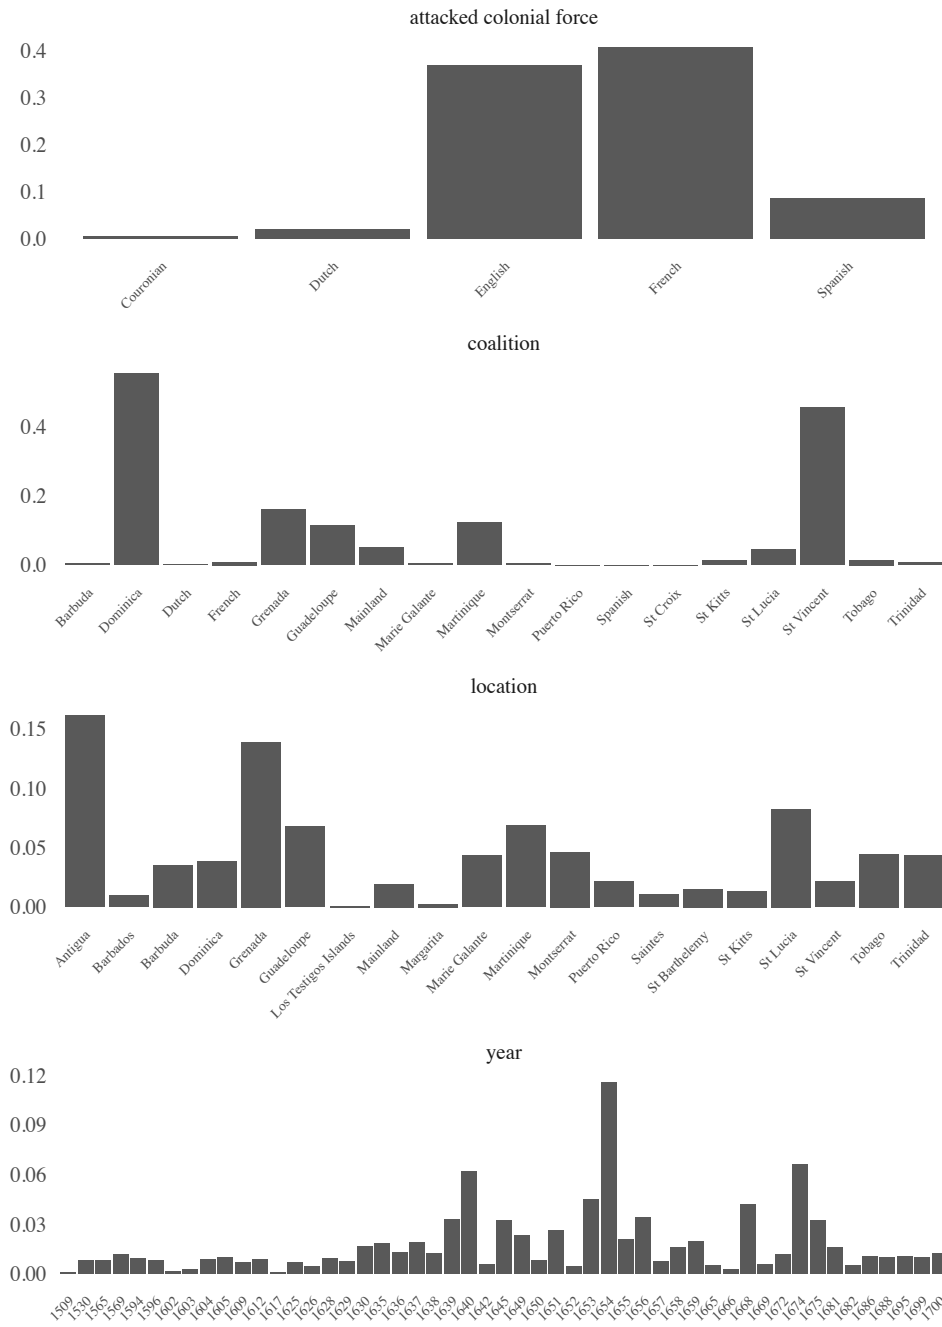 attacked colonial force
0.4
0.3
0.2
0.1
0.0
Couronian
Dutch
English
French
Spanish
coalition
0.4
0.2
0.0
Barbuda
Dominica
Dutch
French
Grenada
Guadeloupe
Mainland
Marie Galante
Martinique
Montserrat
Puerto Rico
Spanish
St Croix
St Kitts
St Lucia
St Vincent
Tobago
Trinidad
location
0.15
0.10
0.05
0.00
Antigua
Barbados
Barbuda
Dominica
Grenada
Guadeloupe
Los Testigos Islands
Mainland
Margarita
Marie Galante
Martinique
Montserrat
Puerto Rico
Saintes
St Barthelemy
St Kitts
St Lucia
St Vincent
Tobago
Trinidad
year
0.12
0.09
0.06
0.03
0.00
1509
1530
1565
1569
1594
1596
1602
1603
1604
1605
1609
1612
1617
1625
1626
1628
1629
1630
1635
1636
1637
1638
1639
1640
1642
1645
1649
1650
1651
1652
1653
1654
1655
1656
1657
1658
1659
1665
1666
1668
1669
1672
1674
1675
1681
1682
1686
1688
1695
1699
1700